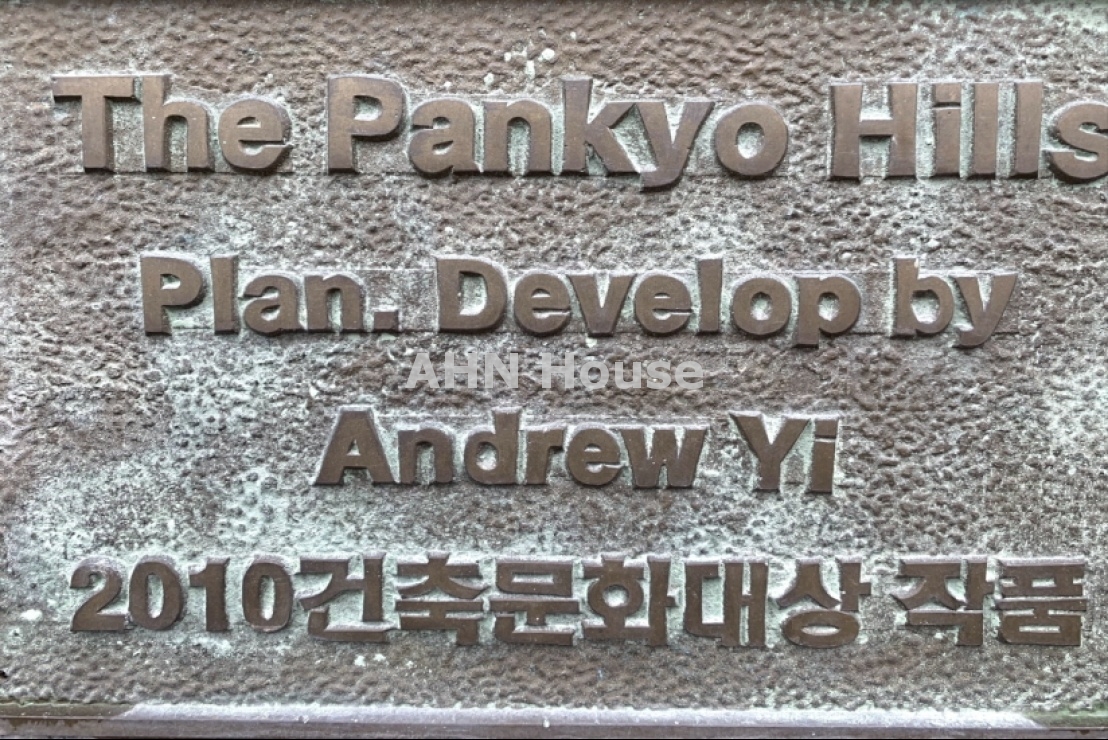 The Pankyo Hills
Plan. Develop by
AHN House
Andrew Yi
2010건축문화대상 작품